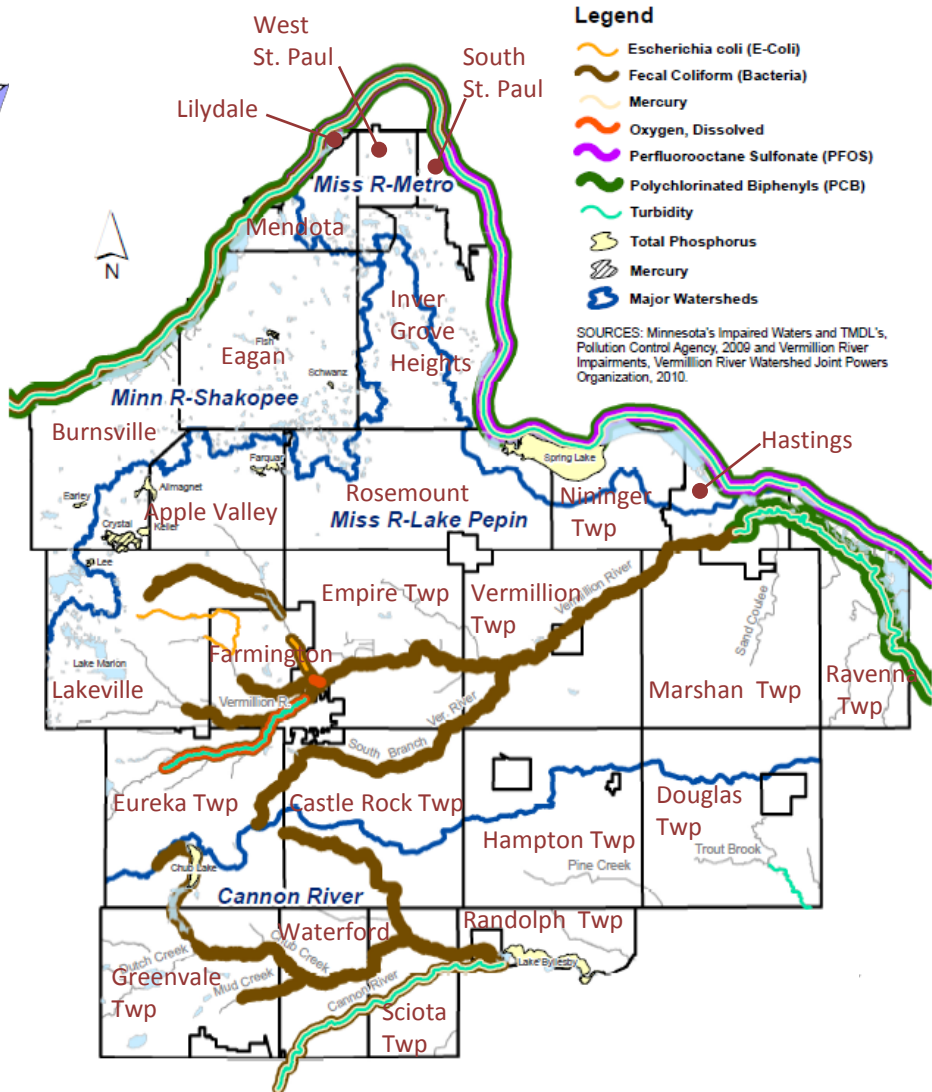 Legend
Escherichia coli (E-Coli)
Fecal Coliform (Bacteria)
Mercury
Oxygen, Dissolved
Perfluorooctane Sulfonate (PFOS)
Polychlorinated Biphenyls (PCB)
Turbidity
Total Phosphorus
Mercury
Major Watersheds
SOURCES: Minnesota's Impaired Waters and TMDL's,
Pollution Control Agency, 2009 and Vermillion River
Impairments, Vermilllion River Watershed Joint Powers
Organization, 2010.
West
St. Paul
South
St. Paul
Lilydale
Miss R-Metro
Mendota
N
Inver
Grove
Heights
Fish
Eagan
Schwanz
Minn R-Shakopee
Burnsville
Hastings
Farquar
Spring Lake
Alimagnet
Earley
Rosemount
Nininger
Twp
Apple Valley
Miss R-Lake Pepin
Crystal
Keller
Lee
Empire Twp
Vermillion
Twp
Vermillion River
Sand Coulee
Farmington
Lake Marion
Lakeville
Vermillion R.
Marshan Twp
Ravenna
Twp
South Branch Ver. River
Eureka Twp
Castle Rock Twp
Douglas
Twp
Hampton Twp
Trout Brook
Chub Lake
Pine Creek
Cannon River
Waterford
Randolph Twp
Dutch Creek
Chub Creek
Lake Byllesby
Greenvale
Twp
Mud Creek
Cannon River
Sciota
Twp